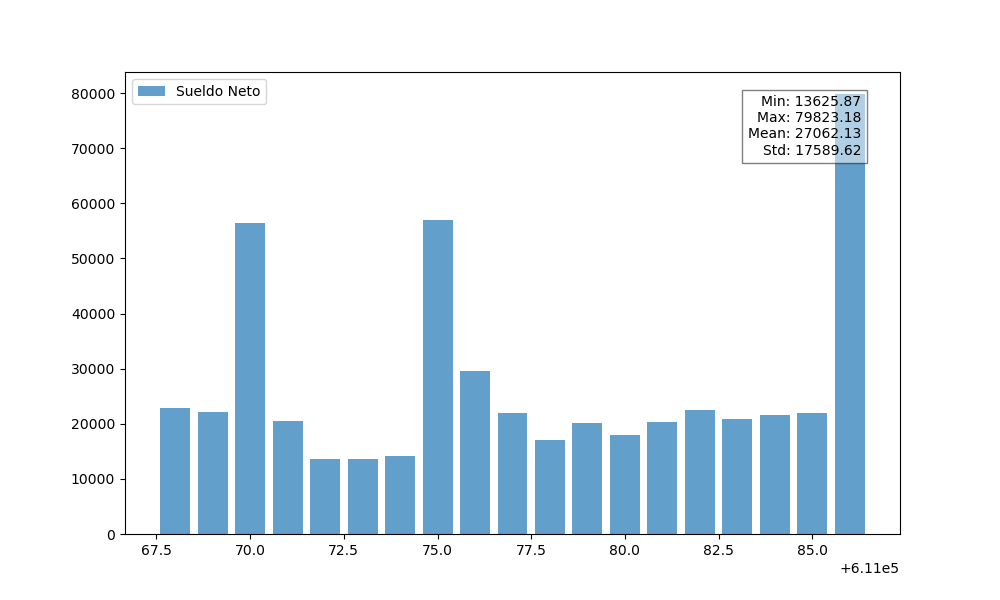 Sueldo Neto
Min: 13625.87
Max: 79823.18
Mean: 27062.13
Std: 17589.62
80000
70000
60000
50000
40000
30000
20000
10000
0
67.5 70.0 72.5 75.0 77.5 80.0 82.5 85.0
+6.11e5